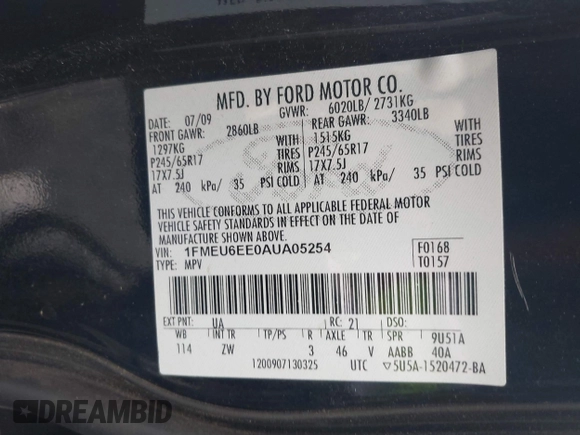 MFD. BY FORD MOTOR CO.
DATE: 07/09 GVWR: 6020LB/ 2731KG
FRONT GAWR: 2860LB REAR GAWR: 3340LB
1297KG WITH 1515KG WITH
P245/65R17 TIRES P245/65R17 TIRES
17X7.5J RIMS 17X7.5J RIMS
AT 240 kPa/ 35 PSI COLD AT 240 kPa/ 35 PSI COLD
THIS VEHICLE CONFORMS TO ALL APPLICABLE FEDERAL MOTOR
VEHICLE SAFETY STANDARDS IN EFFECT ON THE DATE OF
MANUFACTURE SHOWN ABOVE.
VIN: 1FMEU6EE0AUA05254 F0168
TYPE: MPV T0157
EXT PNT: UA RC: 21 DSO:
WB INT TR TP/PS R AXLE TR SPR 9U51A
114 ZW 3 46 V AABB 40A
1200907130325 UTC ▽5U5A-1520472-BA
Ford
DREAMBID